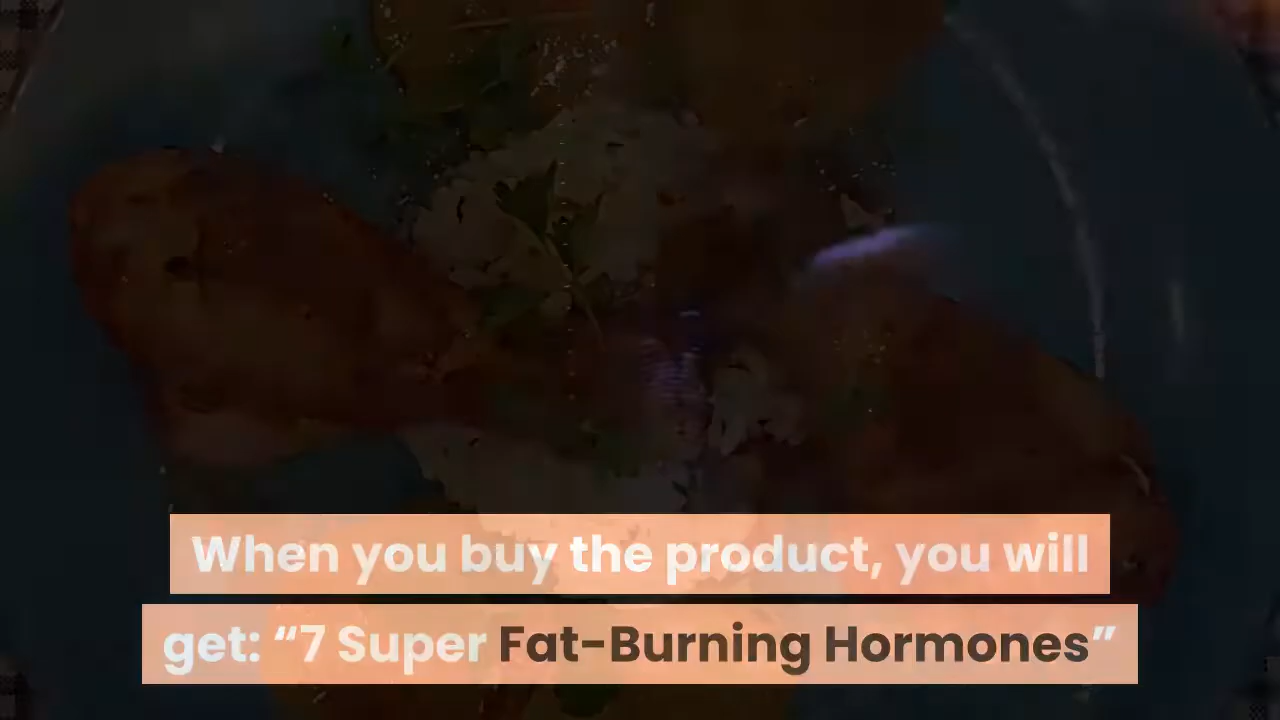 When you buy the product, you will
get: “7 Super Fat-Burning Hormones”